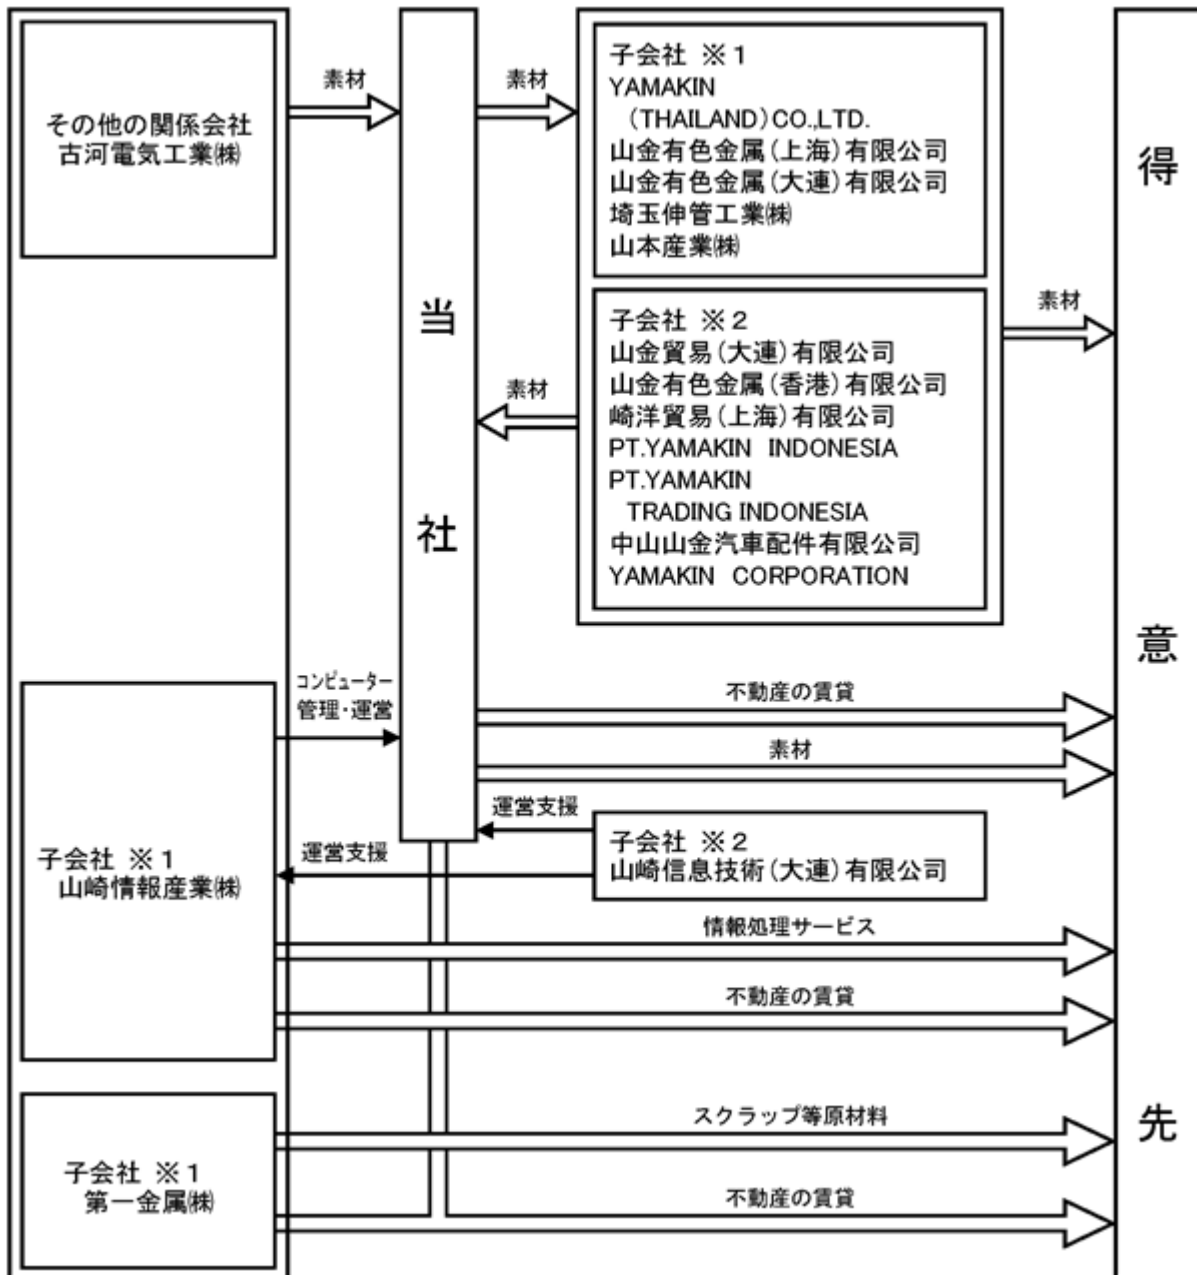 その他の関係会社
古河電気工業㈱
素材
当社
素材
子会社 ※1
YAMAKIN
(THAILAND)CO.,LTD.
山金有色金属(上海)有限公司
山金有色金属(大連)有限公司
埼玉伸管工業㈱
山本産業㈱
得意先
素材
子会社 ※2
山金貿易(大連)有限公司
山金有色金属(香港)有限公司
崎洋貿易(上海)有限公司
PT.YAMAKIN INDONESIA
PT.YAMAKIN
TRADING INDONESIA
中山山金汽車配件有限公司
YAMAKIN CORPORATION
素材
コンピューター
管理・運営
不動産の賃貸
素材
運営支援
子会社 ※2
山崎信息技術(大連)有限公司
運営支援
子会社 ※1
山崎情報産業㈱
情報処理サービス
不動産の賃貸
スクラップ等原材料
子会社 ※1
第一金属㈱
不動産の賃貸